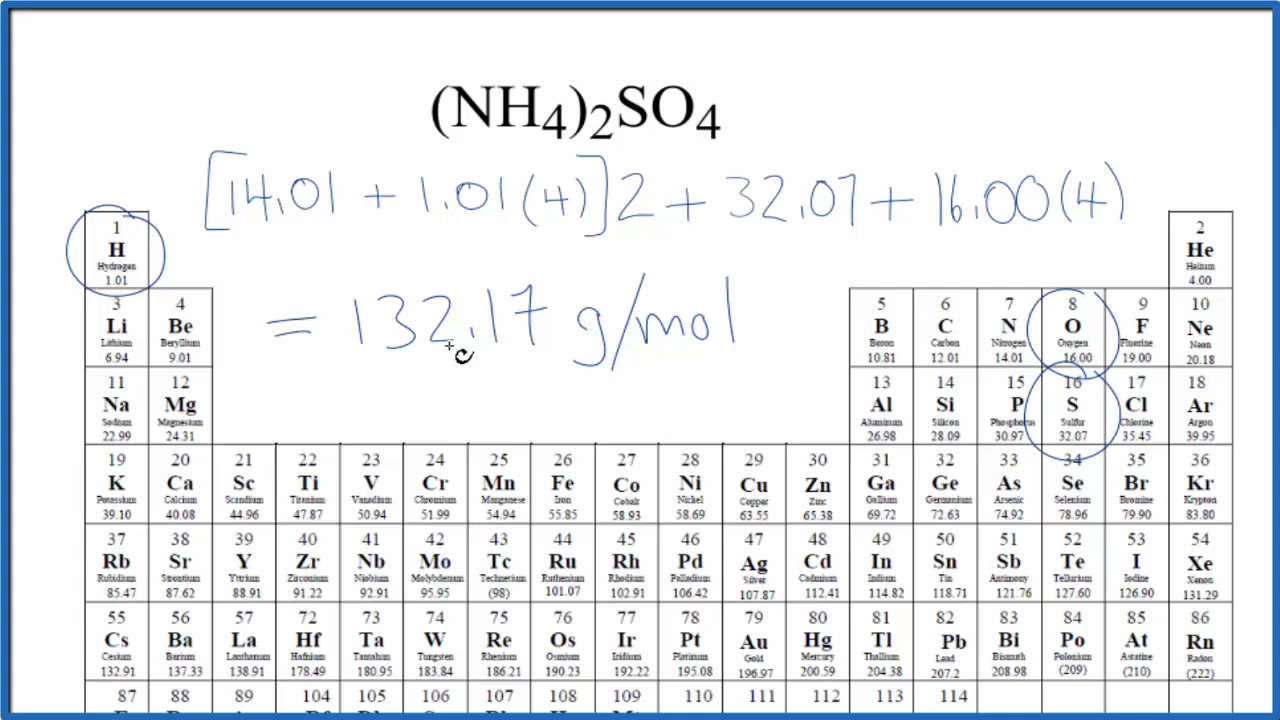 (NH4)2SO4
[14.01 + 1.01(4)]2 + 32.07 + 16.00(4)
= 132.17 g/mol
1 2
H He
Hydrogen Helium
1.01 4.00
3 4 5 6 7 8 9 10
Li Be B C N O F Ne
Lithium Beryllium Boron Carbon Nitrogen Oxygen Fluorine Neon
6.94 9.01 10.81 12.01 14.01 16.00 19.00 20.18
11 12 13 14 15 16 17 18
Na Mg Al Si P S Cl Ar
Sodium Magnesium Aluminum Silicon Phosphorus Sulfur Chlorine Argon
22.99 24.31 26.98 28.09 30.97 32.07 35.45 39.95
19 20 21 22 23 24 25 26 27 28 29 30 31 32 33 34 35 36
K Ca Sc Ti V Cr Mn Fe Co Ni Cu Zn Ga Ge As Se Br Kr
Potassium Calcium Scandium Titanium Vanadium Chromium Manganese Iron Cobalt Nickel Copper Zinc Gallium Germanium Arsenic Selenium Bromine Krypton
39.10 40.08 44.96 47.87 50.94 51.99 54.94 55.85 58.93 58.69 63.55 65.38 69.72 72.63 74.92 78.96 79.90 83.80
37 38 39 40 41 42 43 44 45 46 47 48 49 50 51 52 53 54
Rb Sr Y Zr Nb Mo Tc Ru Rh Pd Ag Cd In Sn Sb Te I Xe
Rubidium Strontium Yttrium Zirconium Niobium Molybdenum Technetium Ruthenium Rhodium Palladium Silver Cadmium Indium Tin Antimony Tellurium Iodine Xenon
85.47 87.62 88.91 91.22 92.91 95.95 (98) 101.07 102.91 106.42 107.87 112.41 114.82 118.71 121.76 127.60 126.90 131.29
55 56 57 72 73 74 75 76 77 78 79 80 81 82 83 84 85 86
Cs Ba La Hf Ta W Re Os Ir Pt Au Hg Tl Pb Bi Po At Rn
Cesium Barium Lanthanum Hafnium Tantalum Tungsten Rhenium Osmium Iridium Platinum Gold Mercury Thallium Lead Bismuth Polonium Astatine Radon
132.91 137.33 138.91 178.49 180.95 183.84 186.21 190.23 192.22 195.08 196.97 200.59 204.38 207.2 208.98 (209) (210) (222)
87 88 89 104 105 106 107 108 109 110 111 112 113 114